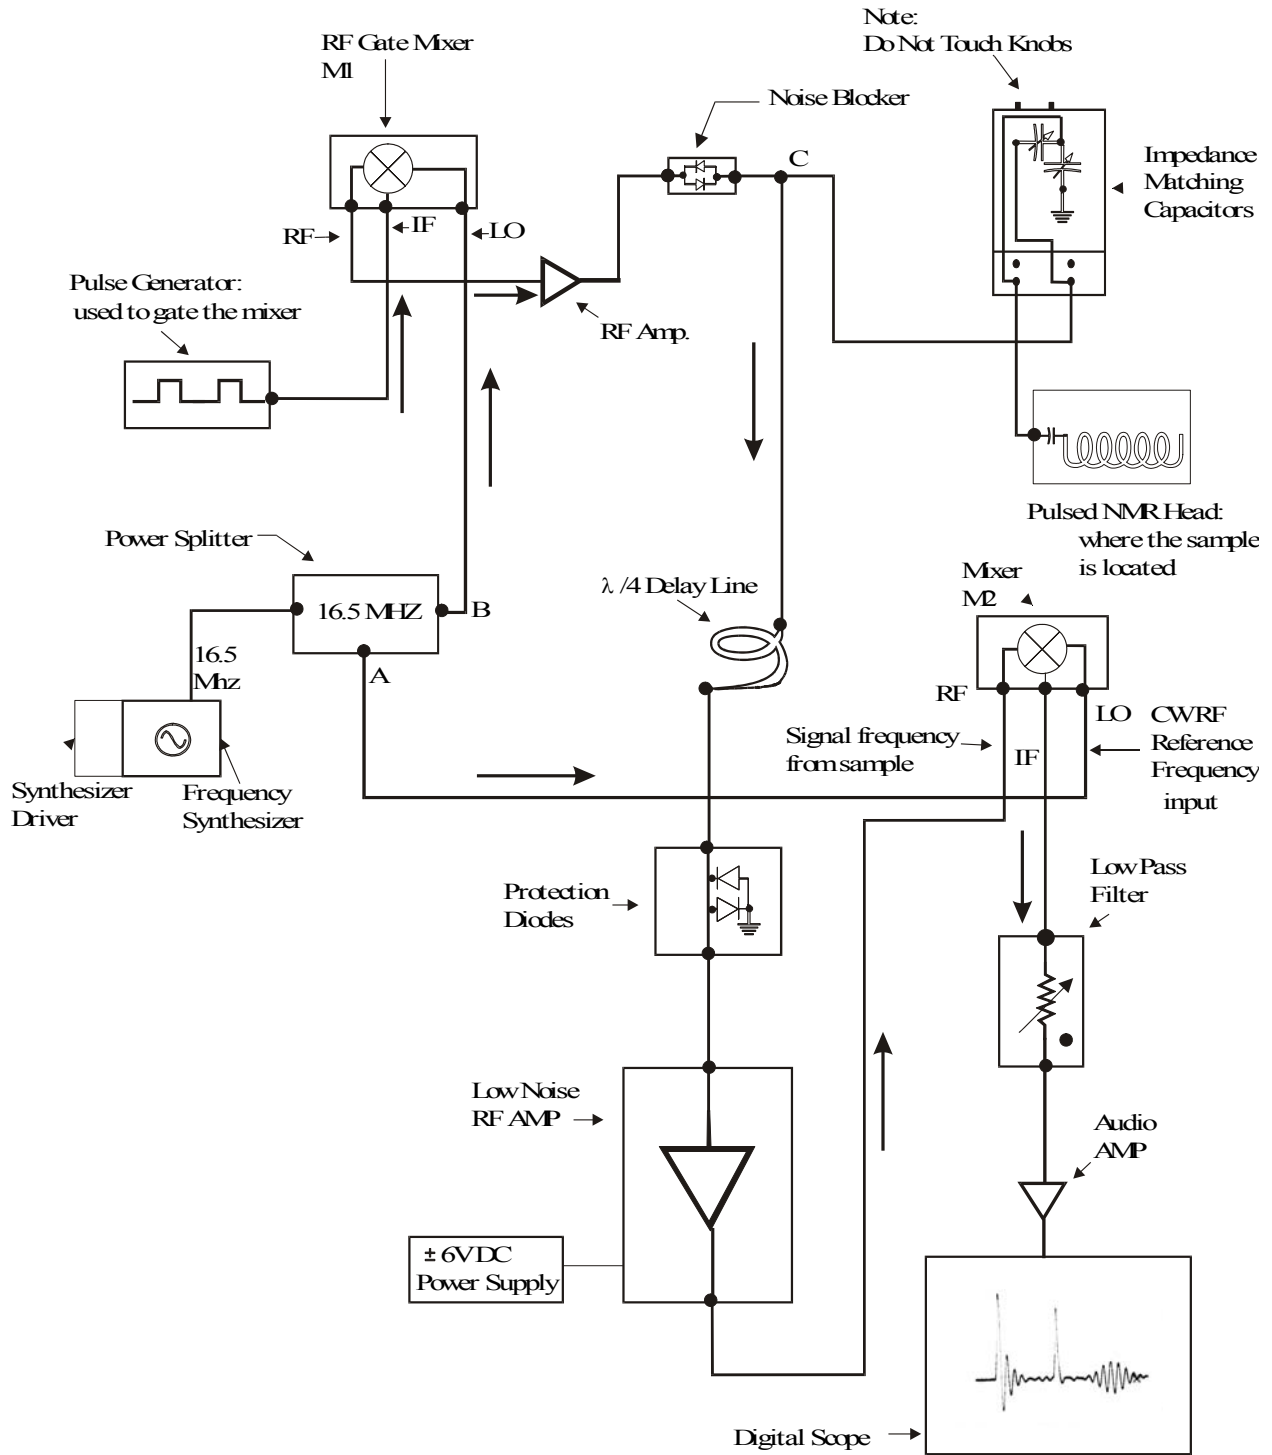 Note:
Do Not Touch Knobs
RF Gate Mixer
M1
Noise Blocker
C
Impedance
Matching
Capacitors
RF
IF
LO
Pulse Generator:
used to gate the mixer
RF Amp.
Pulsed NMR Head:
where the sample
is located
Power Splitter
16.5 MHZ
B
A
16.5
Mhz
λ /4 Delay Line
Mixer
M2
RF
IF
LO
CWRF
Reference
Frequency
input
Signal frequency
from sample
Synthesizer
Driver
Frequency
Synthesizer
Protection
Diodes
Low Pass
Filter
Low Noise
RF AMP
Audio
AMP
± 6VDC
Power Supply
Digital Scope